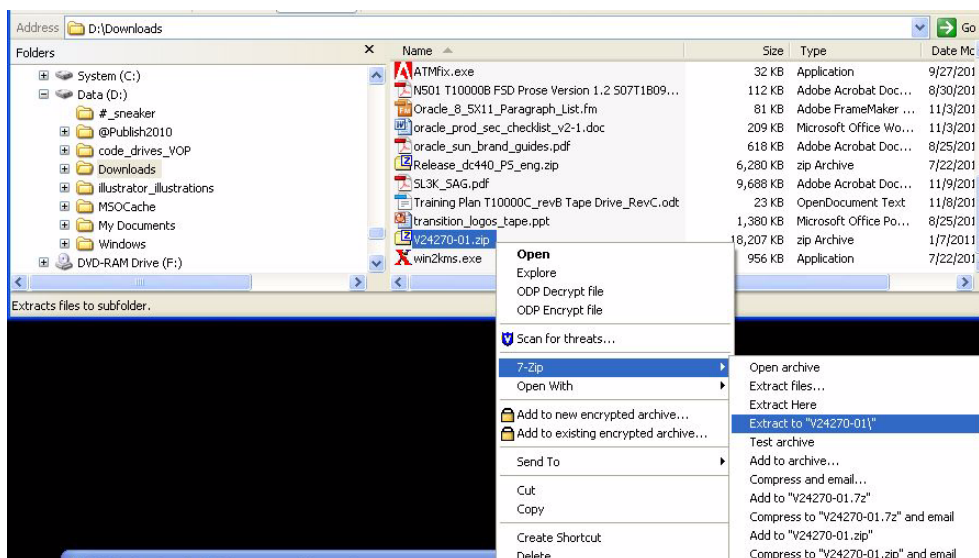 Address D:\Downloads Go
Folders x
System (C:)
Data (D:)
#_sneaker
@Publish2010
code_drives_VOP
Downloads
illustrator_illustrations
MSOCache
My Documents
Windows
DVD-RAM Drive (F:)
Name Size Type Date Mc
ATMfix.exe 32 KB Application 9/27/201
N501 T10000B FSD Prose Version 1.2 S07T1B09... 112 KB Adobe Acrobat Doc... 8/30/201
Oracle_8_5X11_Paragraph_List.fm 81 KB Adobe FrameMaker ... 11/3/201
oracle_prod_sec_checklist_v2-1.doc 209 KB Microsoft Office Wo... 11/3/201
oracle_sun_brand_guides.pdf 618 KB Adobe Acrobat Doc... 8/25/201
Release_dc440_PS_eng.zip 6,280 KB zip Archive 7/22/201
SL3K_SAG.pdf 9,688 KB Adobe Acrobat Doc... 11/9/201
Training Plan T10000C_revB Tape Drive_RevC.odt 23 KB OpenDocument Text 11/8/201
transition_logos_tape.ppt 1,380 KB Microsoft Office Po... 8/25/201
V24270-01.zip 18,207 KB zip Archive 1/7/2011
win2kms.exe 956 KB Application 7/22/201
Extracts files to subfolder.
Open
Explore
ODP Decrypt file
ODP Encrypt file
Scan for threats...
7-Zip
Open With
Add to new encrypted archive...
Add to existing encrypted archive...
Send To
Cut
Copy
Create Shortcut
Delete
Open archive
Extract files...
Extract Here
Extract to "V24270-01\"
Test archive
Add to archive...
Compress and email...
Add to "V24270-01.7z"
Compress to "V24270-01.7z" and email
Add to "V24270-01.zip"
Compress to "V24270-01.zip" and email